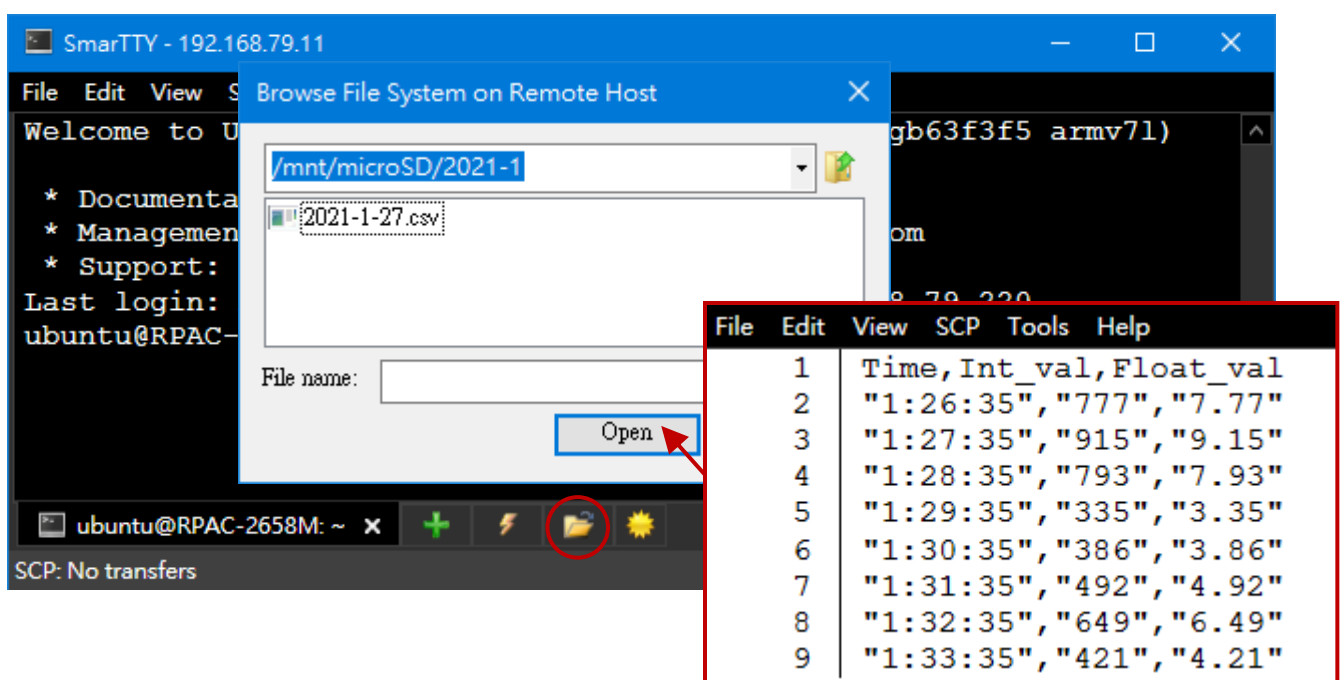 SmarTTY - 192.168.79.11
File Edit View S
Browse File System on Remote Host
Welcome to U
gb63f3f5 armv7l)
/mnt/microSD/2021-1
* Documenta
2021-1-27.csv
* Managemen
om
* Support:
Last login:
8.79.220
ubuntu@RPAC-
File name:
Open
ubuntu@RPAC-2658M: ~ x
SCP: No transfers
File Edit View SCP Tools Help
1 Time,Int_val,Float_val
2 "1:26:35","777","7.77"
3 "1:27:35","915","9.15"
4 "1:28:35","793","7.93"
5 "1:29:35","335","3.35"
6 "1:30:35","386","3.86"
7 "1:31:35","492","4.92"
8 "1:32:35","649","6.49"
9 "1:33:35","421","4.21"